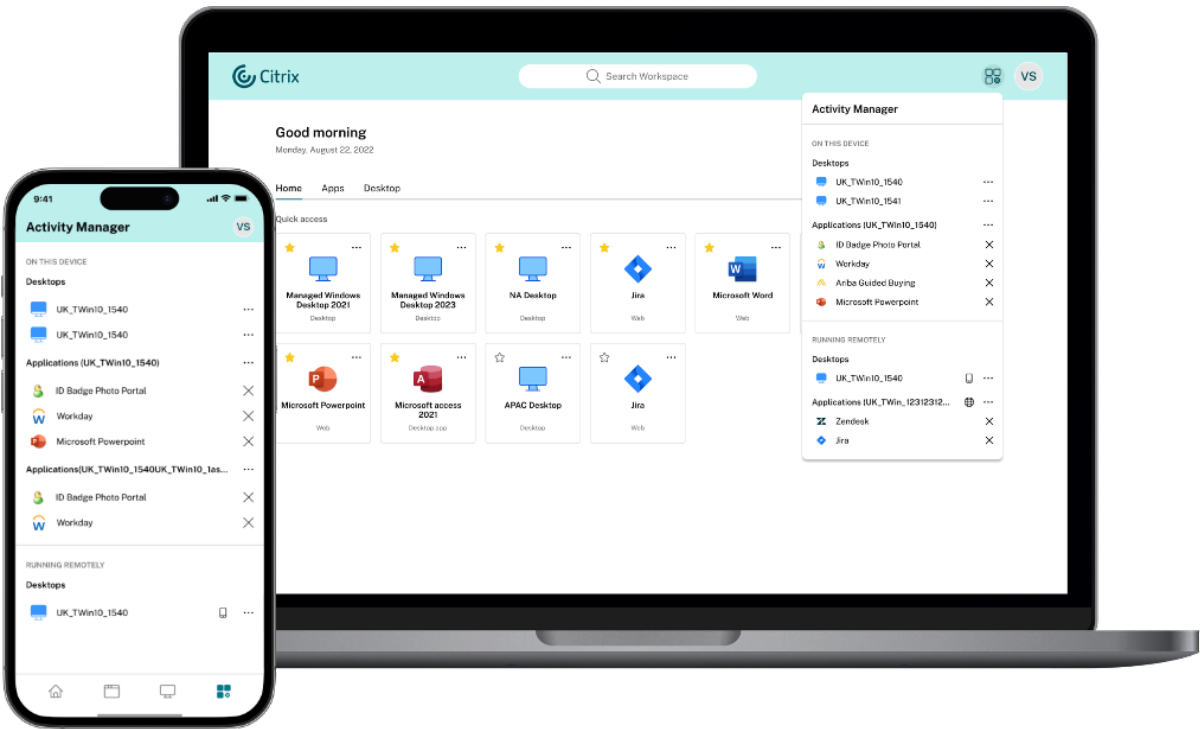 Citrix
Search Workspace
VS
Good morning
Monday, August 22, 2022
Home Apps Desktop
Quick access
Managed Windows
Desktop 2021
Desktop
Managed Windows
Desktop 2023
Desktop
NA Desktop
Desktop
Jira
Web
W
Microsoft Word
Web
P
Microsoft Powerpoint
Web
A
Microsoft access
2021
Desktop app
APAC Desktop
Desktop
Jira
Web
Activity Manager
ON THIS DEVICE
Desktops
UK_TWin10_1540
UK_TWin10_1541
Applications (UK_TWin10_1540)
ID Badge Photo Portal
Workday
Ariba Guided Buying
Microsoft Powerpoint
RUNNING REMOTELY
Desktops
UK_TWin10_1540
Applications (UK_TWin_12312312...
Zendesk
Jira
9:41
Activity Manager VS
ON THIS DEVICE
Desktops
UK_TWin10_1540
UK_TWin10_1540
Applications (UK_TWin10_1540)
ID Badge Photo Portal
Workday
Microsoft Powerpoint
Applications(UK_TWin10_1540UK_TWin10_1as...
ID Badge Photo Portal
Workday
RUNNING REMOTELY
Desktops
UK_TWin10_1540